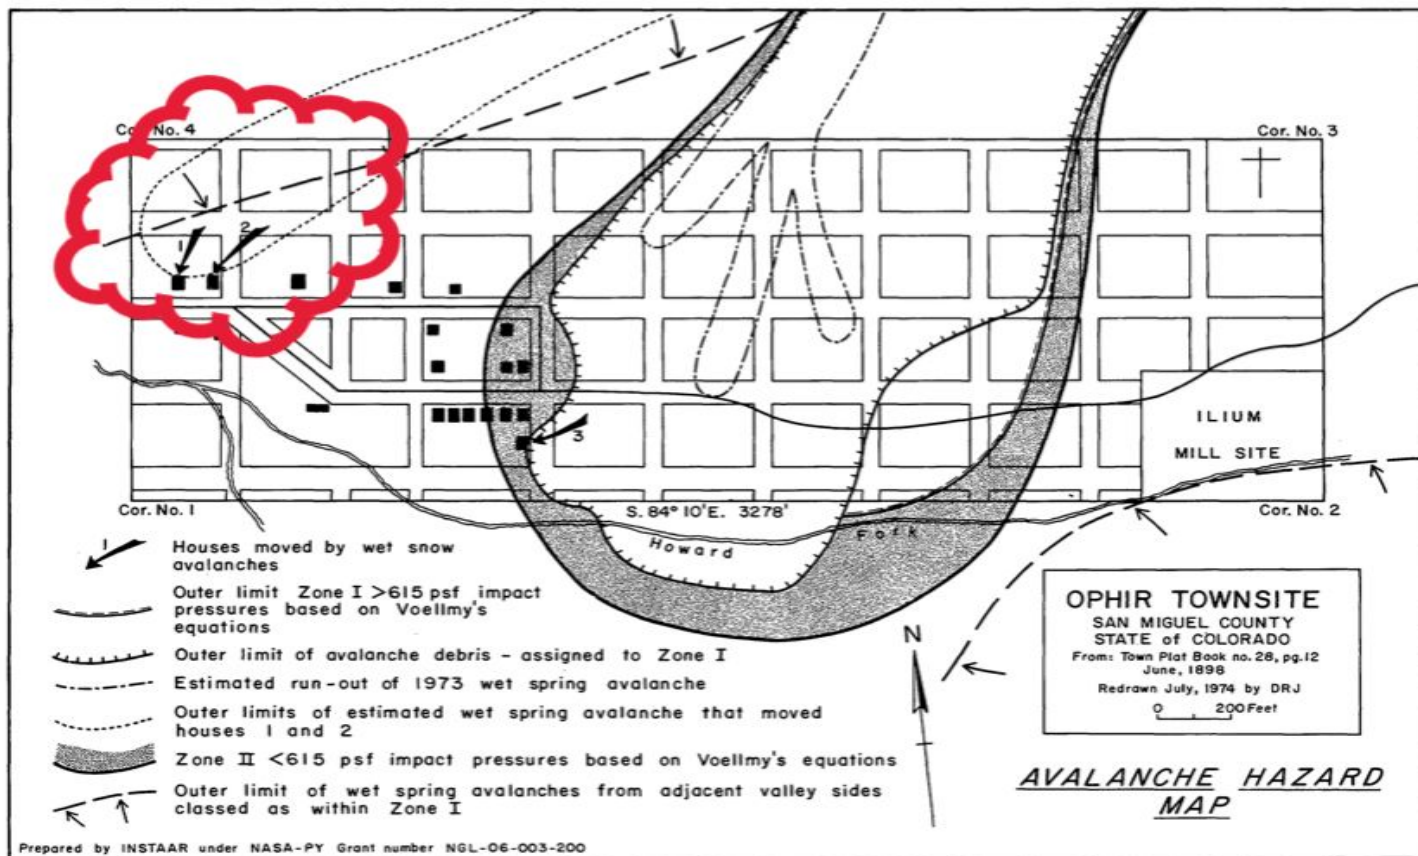 Cor. No. 4
Cor. No. 3
1
2
3
ILIUM
MILL SITE
Cor. No. 1
S. 84° 10' E. 3278'
Cor. No. 2
Howard Fork
1
Houses moved by wet snow
avalanches
Outer limit Zone I >615 psf impact
pressures based on Voellmy's
equations
Outer limit of avalanche debris - assigned to Zone I
Estimated run-out of 1973 wet spring avalanche
Outer limits of estimated wet spring avalanche that moved
houses 1 and 2
Zone II <615 psf impact pressures based on Voellmy's equations
Outer limit of wet spring avalanches from adjacent valley sides
classed as within Zone I
N
OPHIR TOWNSITE
SAN MIGUEL COUNTY
STATE of COLORADO
From: Town Plat Book no. 28, pg. 12
June, 1898
Redrawn July, 1974 by DRJ
0 200 Feet
AVALANCHE HAZARD
MAP
Prepared by INSTAAR under NASA-PY Grant number NGL-06-003-200